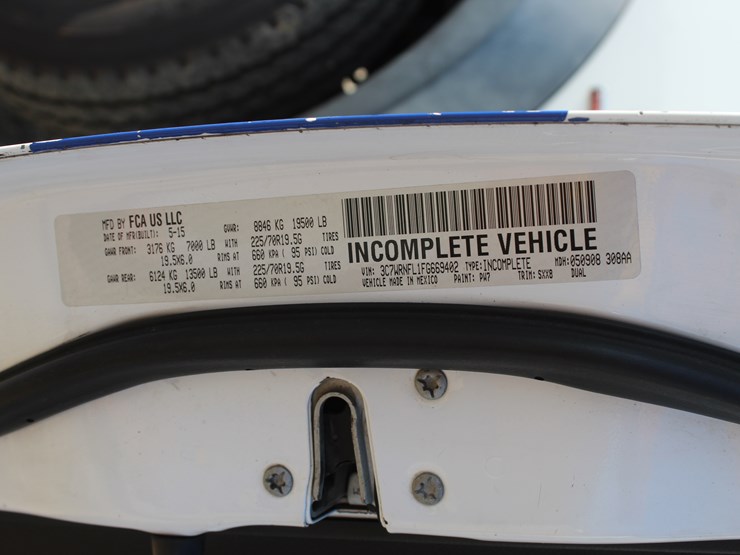 MFD BY FCA US LLC
DATE OF MFR(BUILT): 5-15
GVWR: 8846 KG 19500 LB
GAWR FRONT: 3176 KG 7000 LB WITH 225/70R19.5G TIRES
19.5X6.0 RIMS AT 660 KPA ( 95 PSI) COLD
GAWR REAR: 6124 KG 13500 LB WITH 225/70R19.5G TIRES
19.5X6.0 RIMS AT 660 KPA ( 95 PSI) COLD
INCOMPLETE VEHICLE
VIN: 3C7WRNFL1FG669402 TYPE:INCOMPLETE MDH:050908 308AA
VEHICLE MADE IN MEXICO PAINT: PW7 TRIM: SXX8 DUAL